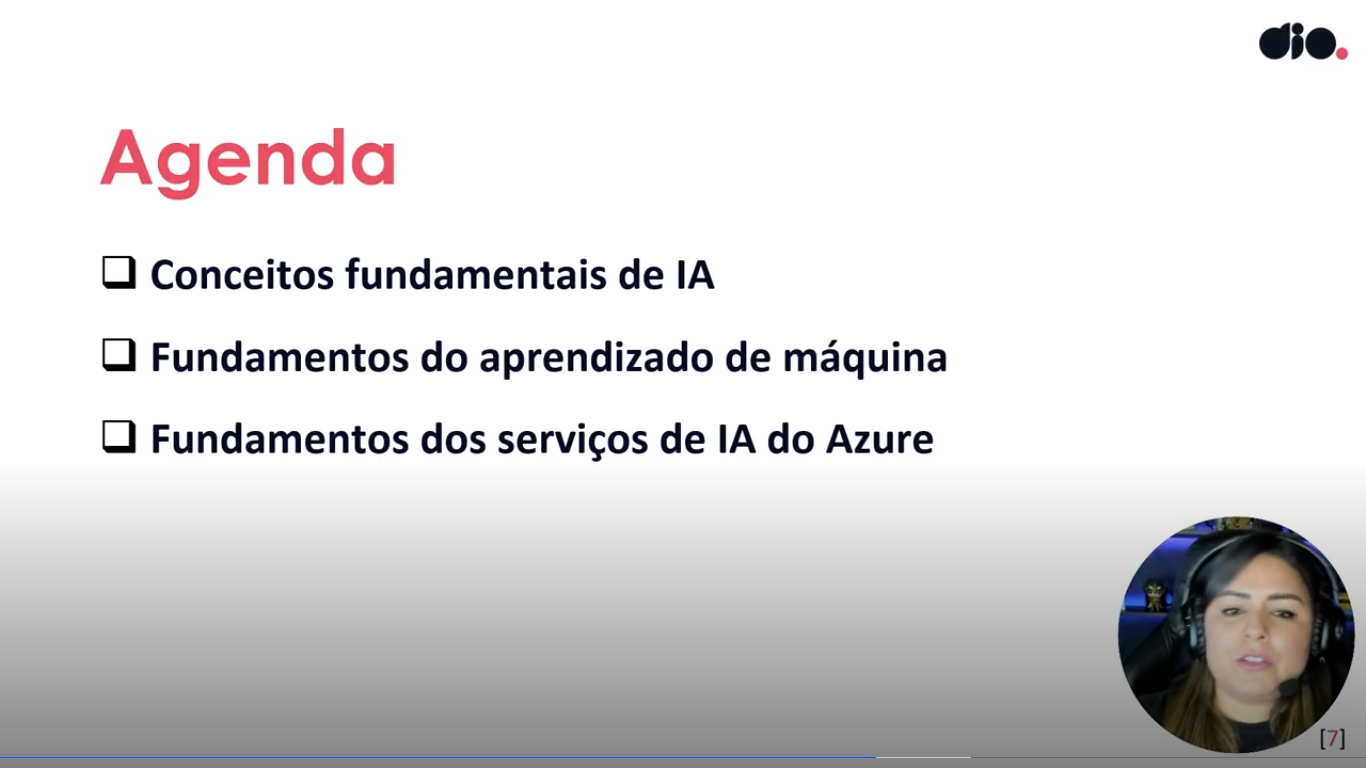 dio.
Agenda
Conceitos fundamentais de IA
Fundamentos do aprendizado de máquina
Fundamentos dos serviços de IA do Azure
[7]